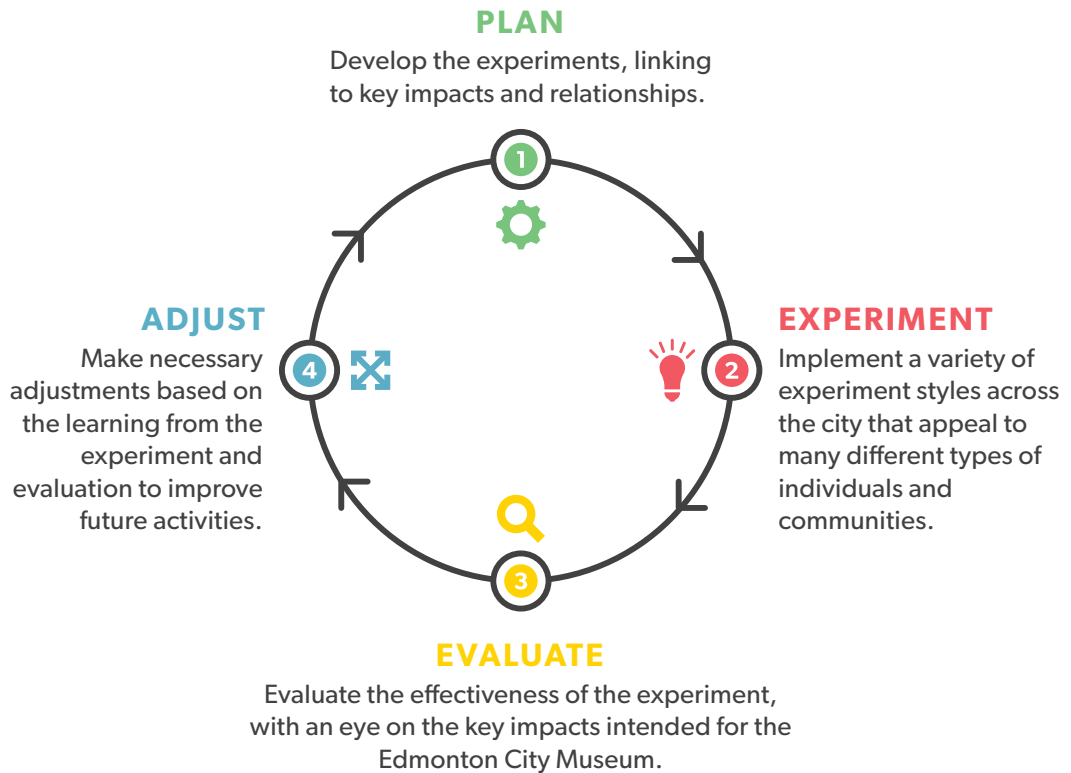 PLAN
Develop the experiments, linking
to key impacts and relationships.
1
EXPERIMENT
2
Implement a variety of
experiment styles across
the city that appeal to
many different types of
individuals and
communities.
3
EVALUATE
Evaluate the effectiveness of the experiment,
with an eye on the key impacts intended for the
Edmonton City Museum.
ADJUST
4
Make necessary
adjustments based on
the learning from the
experiment and
evaluation to improve
future activities.